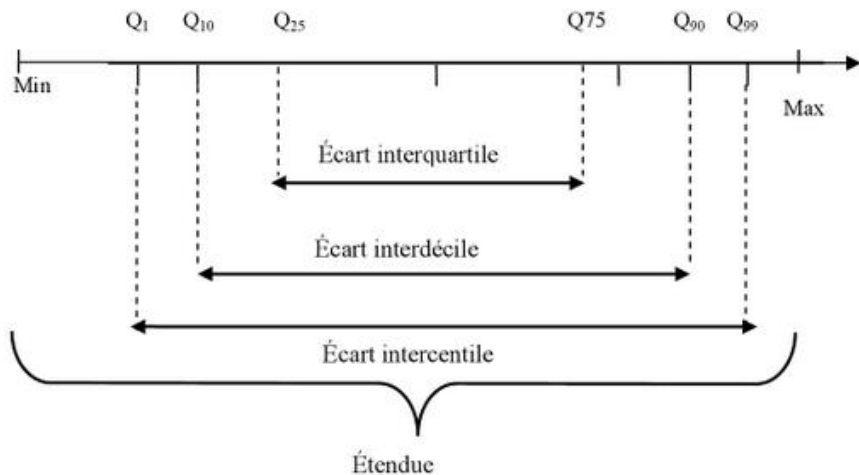 Q₁ Q₁₀ Q₂₅ Q75 Q₉₀ Q₉₉
Min
Max
Écart interquartile
Écart interdécile
Écart intercentile
Étendue